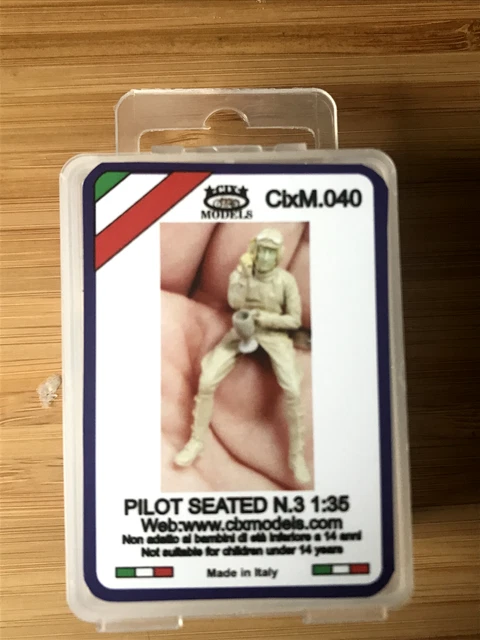 CIX
MODELS
CixM.040
PILOT SEATED N.3 1:35
Web:www.cixmodels.com
Non adatto ai bambini di età inferiore a 14 anni
Not suitable for children under 14 years
Made in Italy